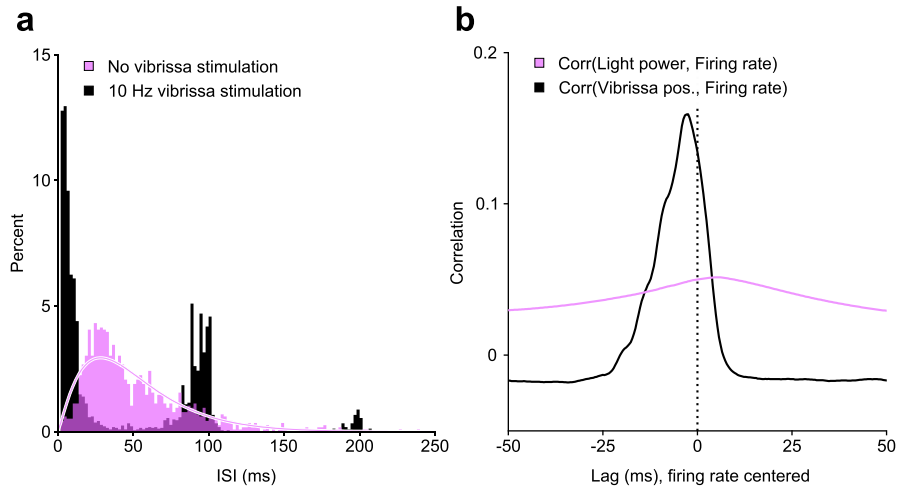 a
15
10
5
0
Percent
No vibrissa stimulation
10 Hz vibrissa stimulation
0
50
100
150
200
250
ISI (ms)
b
0.2
0.1
0
Correlation
Corr(Light power, Firing rate)
Corr(Vibrissa pos., Firing rate)
-50
-25
0
25
50
Lag (ms), firing rate centered